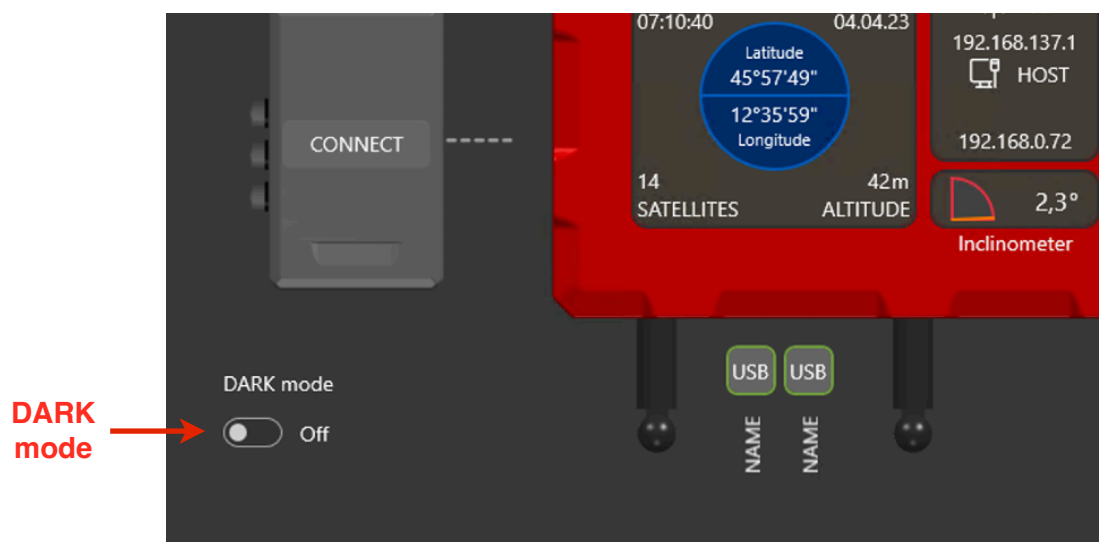 07:10:40 04.04.23
Latitude
45°57'49"
12°35'59"
Longitude
14 42m
SATELLITES ALTITUDE
192.168.137.1
HOST
192.168.0.72
2,3°
Inclinometer
CONNECT
USB USB
NAME NAME
DARK mode
Off
DARK
mode